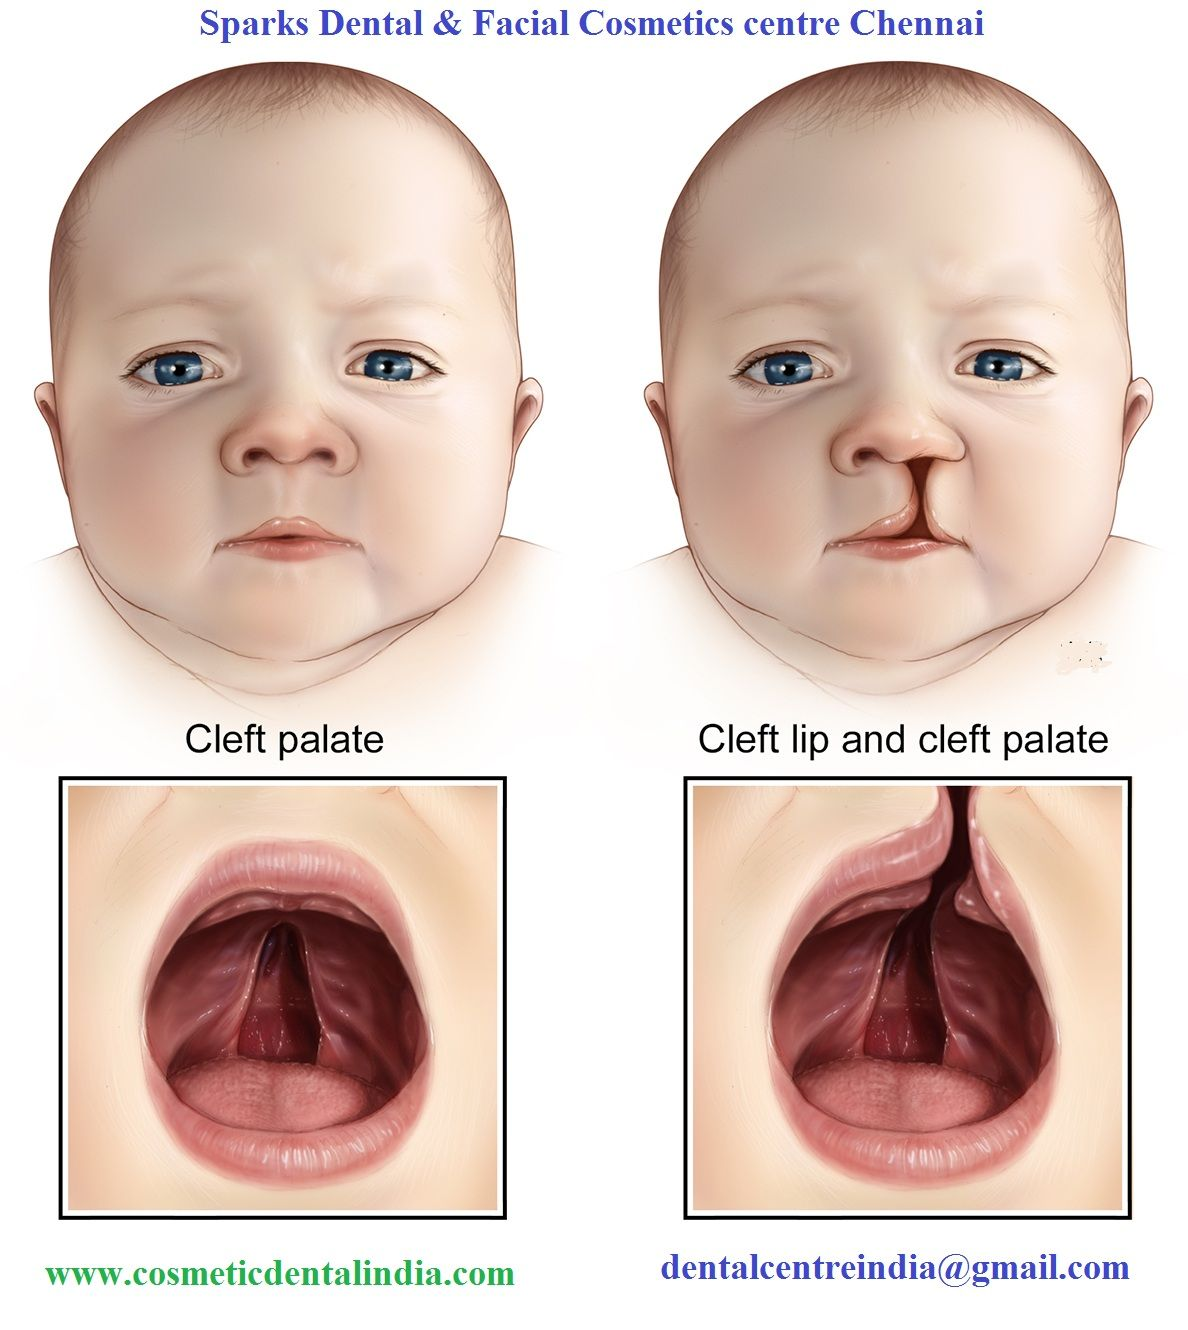 Sparks Dental & Facial Cosmetics centre Chennai
Cleft palate
Cleft lip and cleft palate
www.cosmeticdentalindia.com
dentalcentreindia@gmail.com